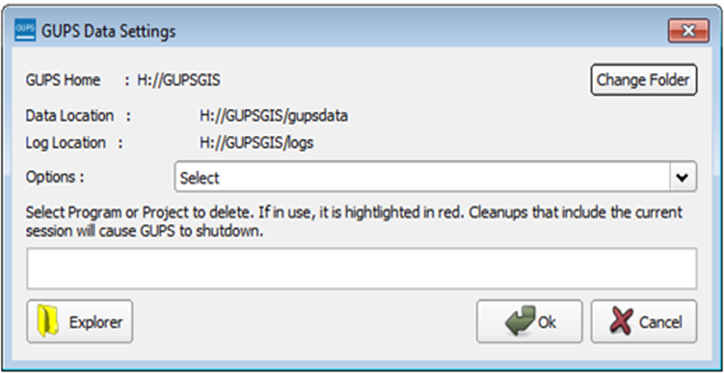 GUPS GUPS Data Settings
GUPS Home : H://GUPSGIS Change Folder
Data Location : H://GUPSGIS/gupsdata
Log Location : H://GUPSGIS/logs
Options : Select
Select Program or Project to delete. If in use, it is hightlighted in red. Cleanups that include the current
session will cause GUPS to shutdown.
Explorer Ok Cancel